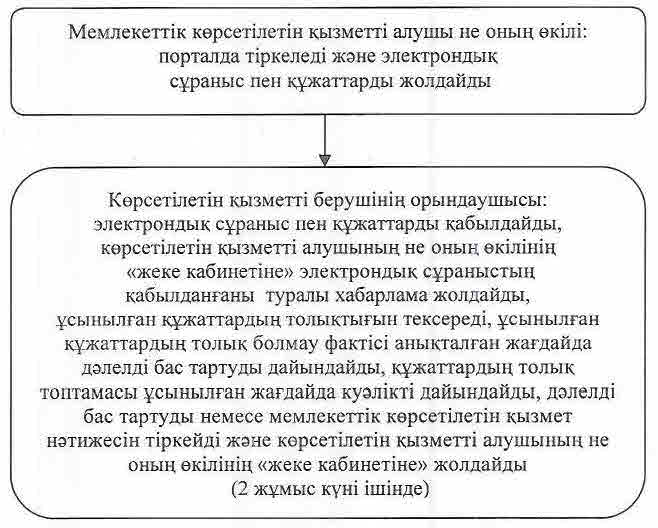 Мемлекеттік көрсетілетін қызметті алушы не оның өкілі:
порталда тіркеледі және электрондық
сұраныс пен құжаттарды жолдайды
Көрсетілетін қызметті берушінің орындаушысы:
электрондық сұраныс пен құжаттарды қабылдайды,
көрсетілетін қызметті алушының не оның өкілінің
«жеке кабинетіне» электрондық сұраныстың
қабылданғаны туралы хабарлама жолдайды,
ұсынылған құжаттардың толықтығын тексереді, ұсынылған
құжаттардың толық болмау фактісі анықталған жағдайда
дәлелді бас тартуды дайындайды, құжаттардың толық
топтамасы ұсынылған жағдайда куәлікті дайындайды, дәлелді
бас тартуды немесе мемлекеттік көрсетілетін қызмет
нәтижесін тіркейді және көрсетілетін қызметті алушының не
оның өкілінің «жеке кабинетіне» жолдайды
(2 жұмыс күні ішінде)